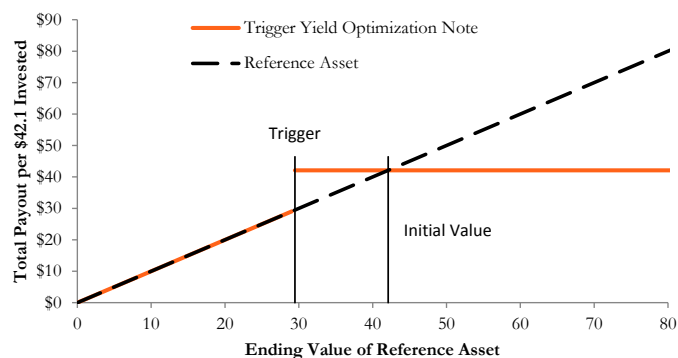 $90
$80
$70
$60
$50
$40
$30
$20
$10
$0
Total Payout per $42.1 Invested
Trigger Yield Optimization Note
Reference Asset
Trigger
Initial Value
0 10 20 30 40 50 60 70 80
Ending Value of Reference Asset